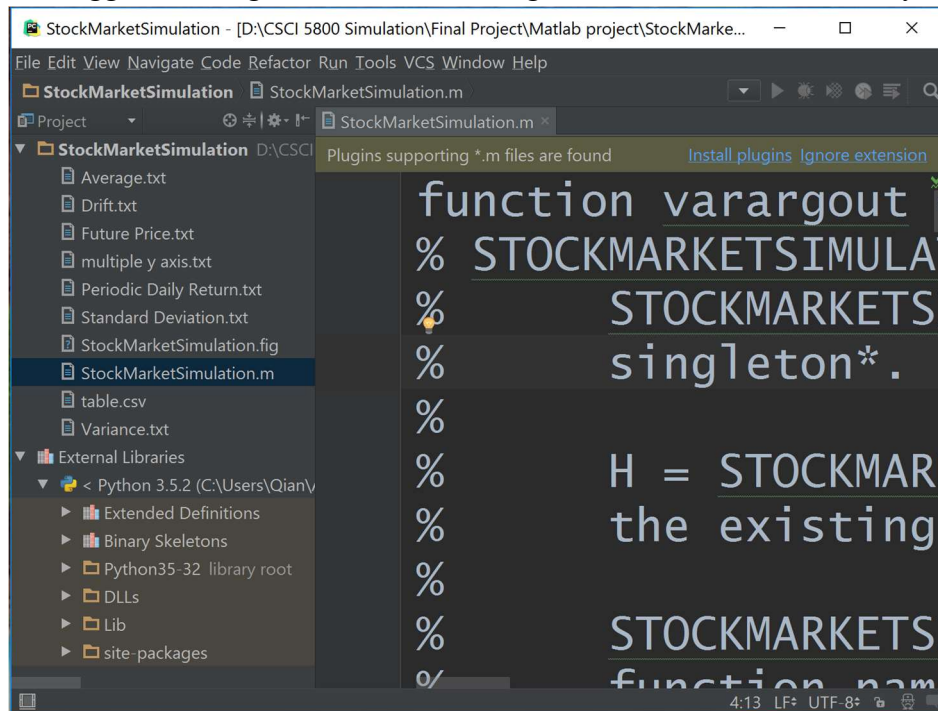 StockMarketSimulation - [D:\CSCI 5800 Simulation\Final Project\Matlab project\StockMarke...
File Edit View Navigate Code Refactor Run Tools VCS Window Help
StockMarketSimulation StockMarketSimulation.m
Project StockMarketSimulation.m
StockMarketSimulation D:\CSCI
Plugins supporting *.m files are found Install plugins Ignore extension
Average.txt
Drift.txt
Future Price.txt
multiple y axis.txt
Periodic Daily Return.txt
Standard Deviation.txt
StockMarketSimulation.fig
StockMarketSimulation.m
table.csv
Variance.txt
External Libraries
< Python 3.5.2 (C:\Users\Qian\
Extended Definitions
Binary Skeletons
Python35-32 library root
DLLs
Lib
site-packages
function varargout
% STOCKMARKETSIMULA
% STOCKMARKETS
% singleton*.
%
% H = STOCKMAR
% the existing
%
% STOCKMARKETS
% function nam
4:13 LF UTF-8